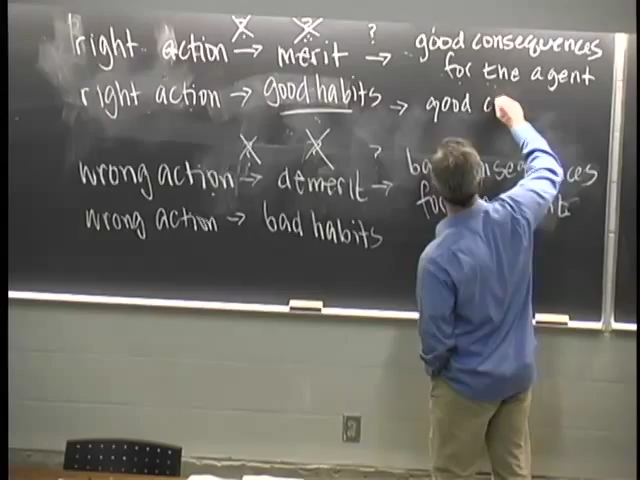 right action → merit → ? good consequences
for the agent
right action → good habits → good c
wrong action → demerit → ? consequences
wrong action → bad habits